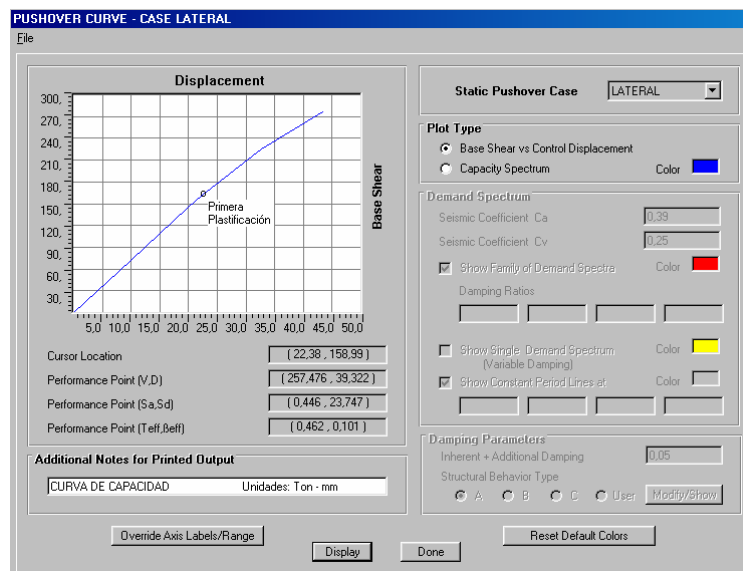 PUSHOVER CURVE - CASE LATERAL
File
Displacement
300,
270,
240,
210,
180,
150,
120,
90,
60,
30,
Primera
Plastificación
Base Shear
5,0 10,0 15,0 20,0 25,0 30,0 35,0 40,0 45,0 50,0
Cursor Location ( 22,38 , 158,99 )
Performance Point (V,D) ( 257,476 , 39,322 )
Performance Point (Sa,Sd) ( 0,446 , 23,747 )
Performance Point (Teff,ßeff) ( 0,462 , 0,101 )
Additional Notes for Printed Output
CURVA DE CAPACIDAD Unidades: Ton - mm
Override Axis Labels/Range
Static Pushover Case LATERAL
Plot Type
Base Shear vs Control Displacement
Capacity Spectrum Color
Demand Spectrum
Seismic Coefficient Ca 0,39
Seismic Coefficient Cv 0,25
Show Family of Demand Spectra Color
Damping Ratios
Show Single Demand Spectrum Color
(Variable Damping)
Show Constant Period Lines at Color
Damping Parameters
Inherent + Additional Damping 0,05
Structural Behavior Type
A B C User Modify/Show
Reset Default Colors
Display Done